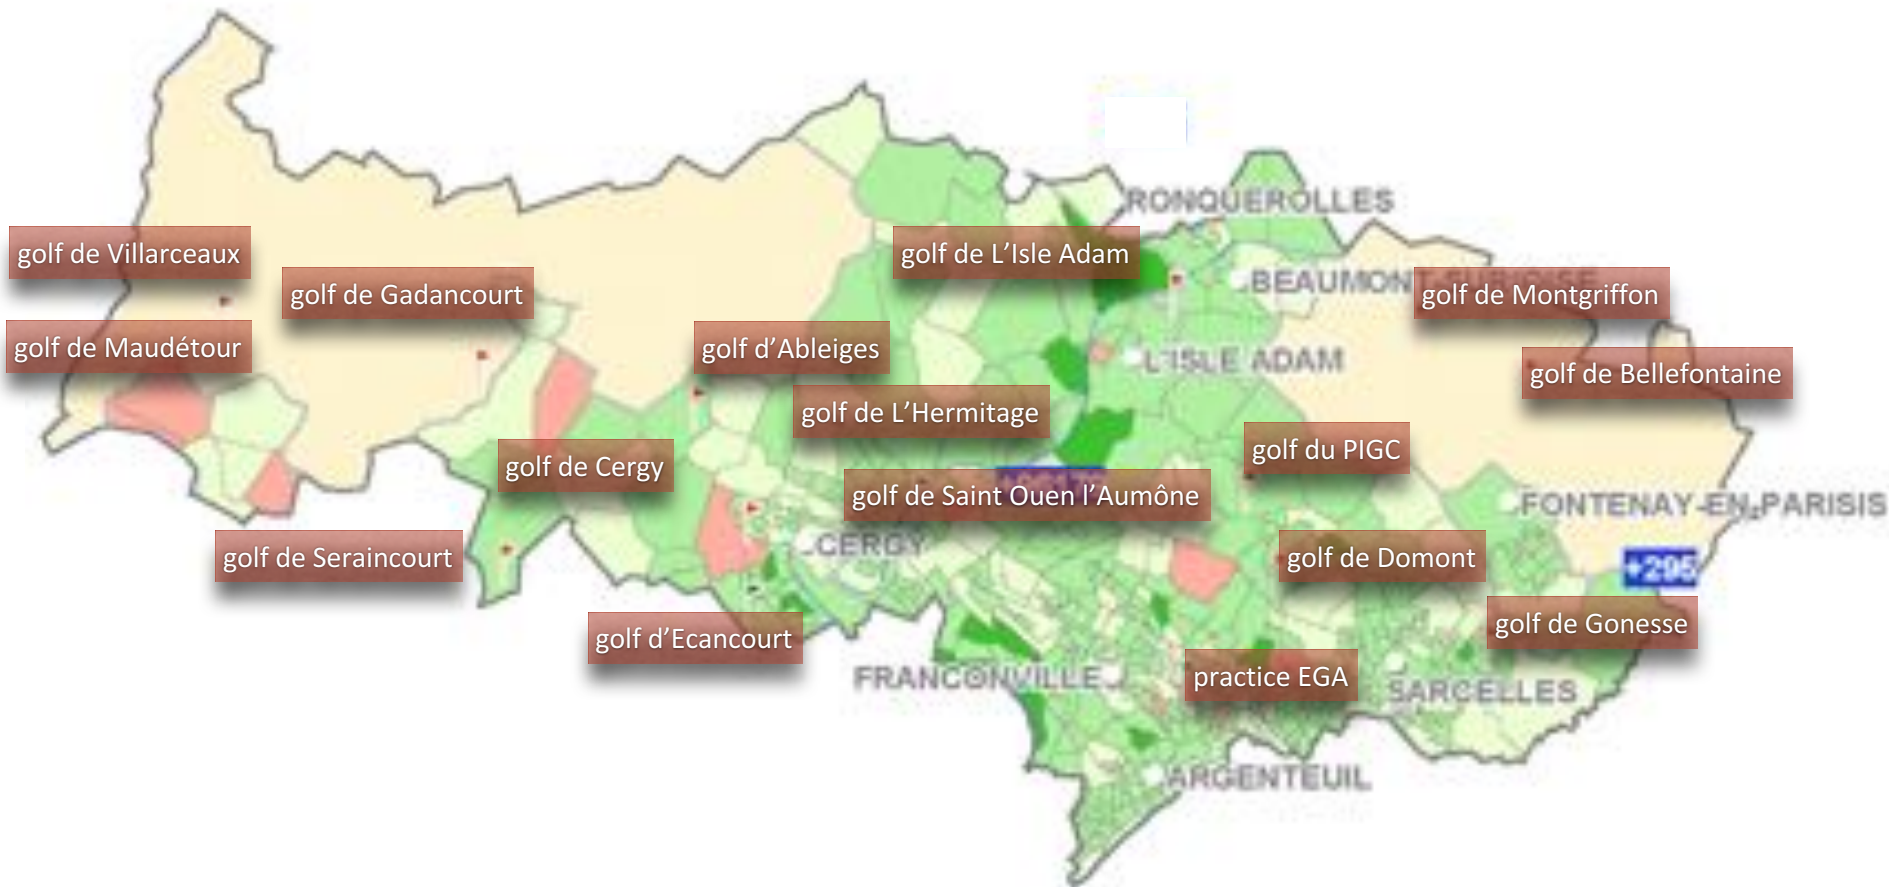 RONQUEROLLES
golf de Villarceaux
golf de L’Isle Adam
golf de Gadancourt
golf de Montgriffon
golf de Maudétour
golf d’Ableiges
L'ISLE ADAM
golf de Bellefontaine
golf de L’Hermitage
golf du PIGC
golf de Cergy
golf de Saint Ouen l’Aumône
FONTENAY-EN-PARISIS
CERGY
golf de Seraincourt
golf de Domont
+295
golf de Gonesse
golf d’Ecancourt
FRANCONVILLE
practice EGA
SARCELLES
ARGENTEUIL